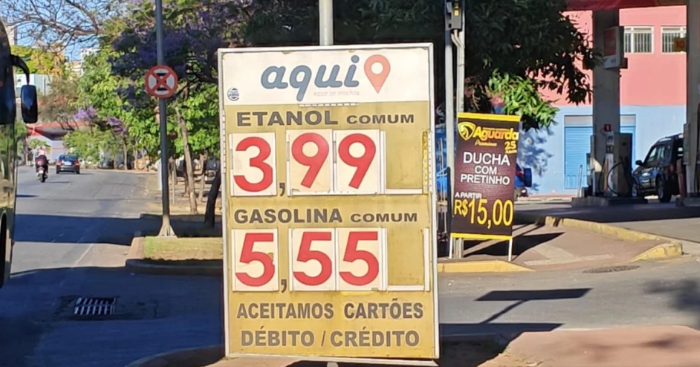 aqui
ETANOL COMUM
3,99
GASOLINA COMUM
5,55
ACEITAMOS CARTÕES
DÉBITO / CRÉDITO
Aguarda
DUCHA
COM
PRETINHO
A PARTIR
R$15,00